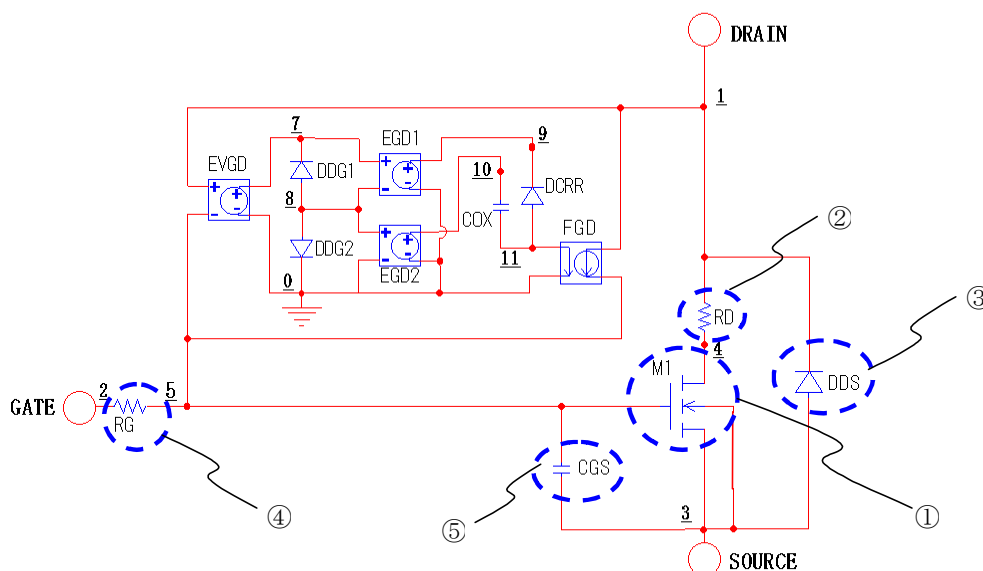 DRAIN
1
7
EGD1
9
EVGD
DDG1
10
DCRR
8
COX
②
FGD
DDG2
11
EGD2
0
RD
③
4
M1
DDS
2
5
GATE
RG
CGS
④
⑤
①
3
SOURCE